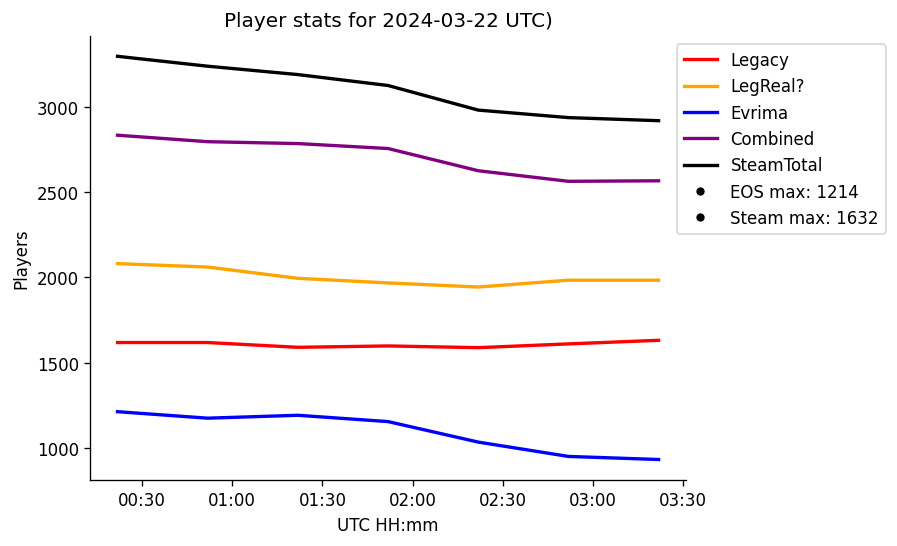 Player stats for 2024-03-22 UTC)
Legacy
LegReal?
Evrima
Combined
SteamTotal
EOS max: 1214
Steam max: 1632
Players
3000
2500
2000
1500
1000
00:30 01:00 01:30 02:00 02:30 03:00 03:30
UTC HH:mm